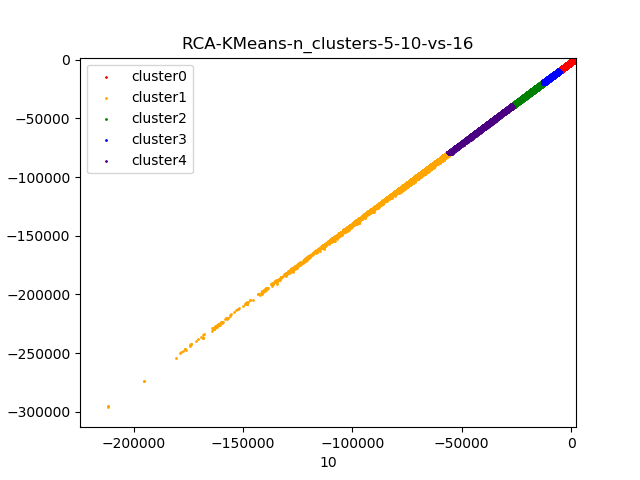 RCA-KMeans-n_clusters-5-10-vs-16
cluster0
cluster1
cluster2
cluster3
cluster4
0
−50000
−100000
−150000
−200000
−250000
−300000
−200000 −150000 −100000 −50000 0
10